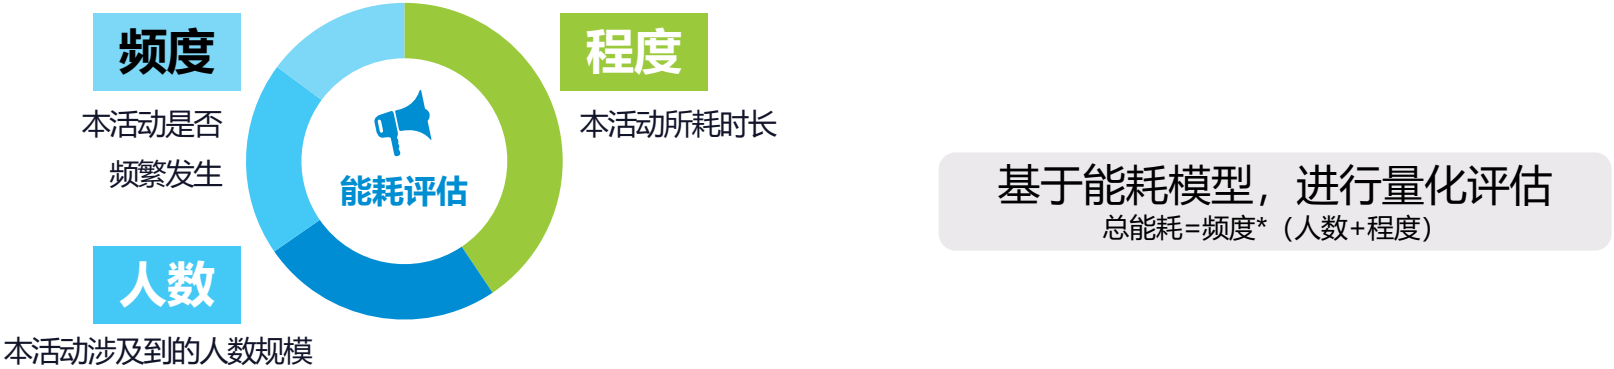 频度
本活动是否
频繁发生
人数
本活动涉及到的人数规模
能耗评估
程度
本活动所耗时长
基于能耗模型，进行量化评估
总能耗=频度*（人数+程度）